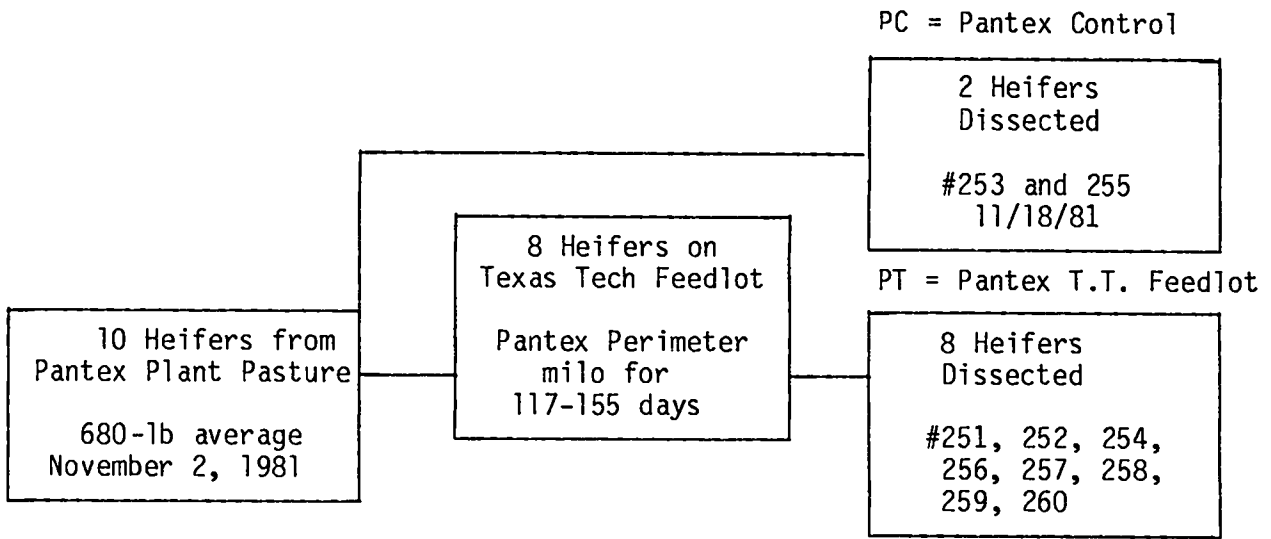 PC = Pantex Control
2 Heifers
Dissected
#253 and 255
11/18/81
8 Heifers on
Texas Tech Feedlot
Pantex Perimeter
milo for
117-155 days
PT = Pantex T.T. Feedlot
10 Heifers from
Pantex Plant Pasture
680-lb average
November 2, 1981
8 Heifers
Dissected
#251, 252, 254,
256, 257, 258,
259, 260